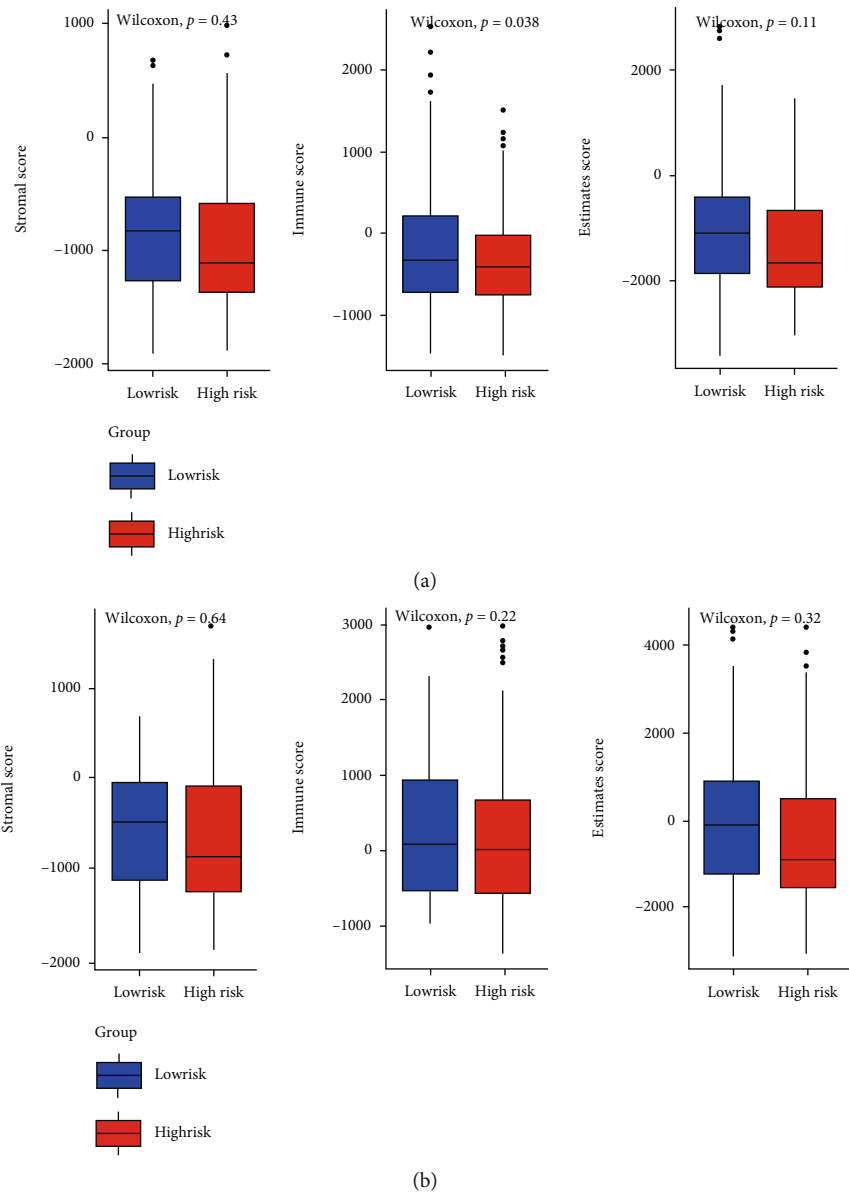 Wilcoxon, p = 0.43
Stromal score
1000
0
−1000
−2000
Lowrisk High risk
Wilcoxon, p = 0.038
Immune score
2000
1000
0
−1000
Lowrisk High risk
Wilcoxon, p = 0.11
Estimates score
2000
0
−2000
Lowrisk High risk
Group
Lowrisk
Highrisk
(a)
Wilcoxon, p = 0.64
Stromal score
1000
0
−1000
−2000
Lowrisk High risk
Wilcoxon, p = 0.22
Immune score
3000
2000
1000
0
−1000
Lowrisk High risk
Wilcoxon, p = 0.32
Estimates score
4000
2000
0
−2000
Lowrisk High risk
Group
Lowrisk
Highrisk
(b)